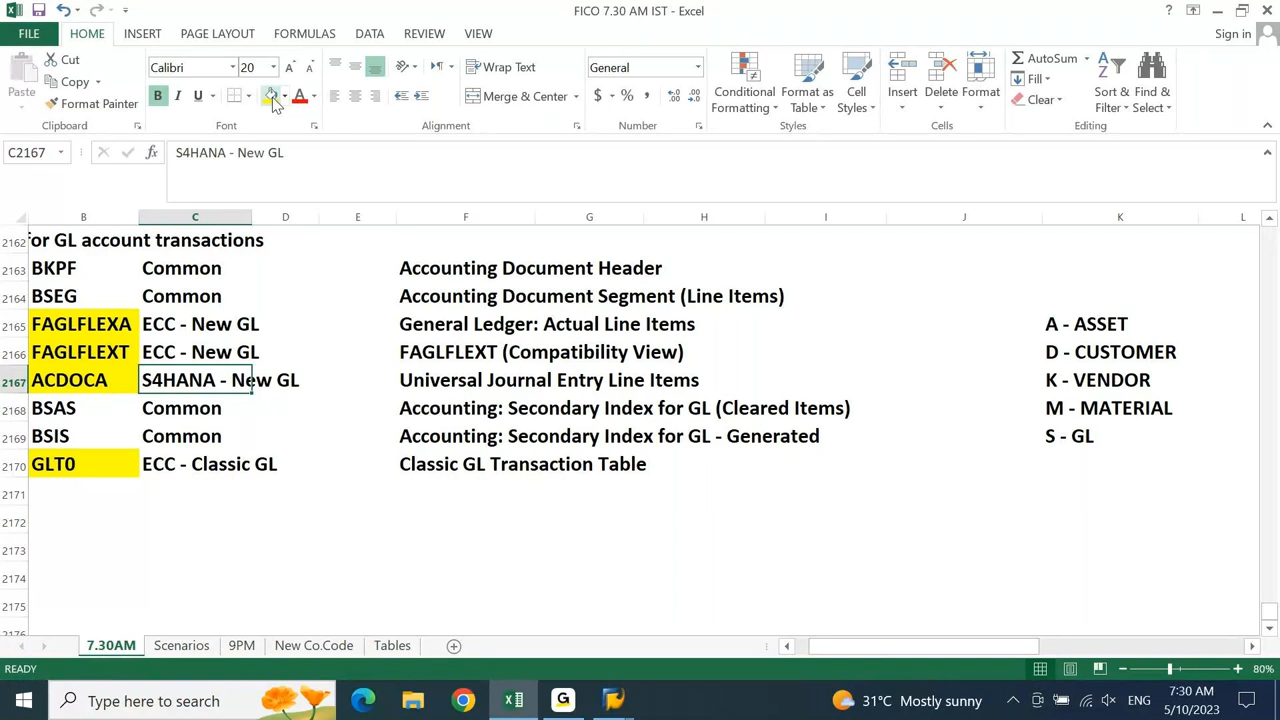 FICO 7.30 AM IST - Excel
?
FILE HOME INSERT PAGE LAYOUT FORMULAS DATA REVIEW VIEW Sign in
Paste Cut Copy Format Painter Clipboard
Calibri 20 A A B I U A Font
Wrap Text Merge & Center Alignment
General $ % , Number
Conditional Formatting Format as Table Cell Styles Styles
Insert Delete Format Cells
AutoSum Fill Clear Sort & Filter Find & Select Editing
C2167 fx S4HANA - New GL
B C D E F G H I J K L
2162 for GL account transactions
2163 BKPF Common Accounting Document Header
2164 BSEG Common Accounting Document Segment (Line Items)
2165 FAGLFLEXA ECC - New GL General Ledger: Actual Line Items A - ASSET
2166 FAGLFLEXT ECC - New GL FAGLFLEXT (Compatibility View) D - CUSTOMER
2167 ACDOCA S4HANA - New GL Universal Journal Entry Line Items K - VENDOR
2168 BSAS Common Accounting: Secondary Index for GL (Cleared Items) M - MATERIAL
2169 BSIS Common Accounting: Secondary Index for GL - Generated S - GL
2170 GLT0 ECC - Classic GL Classic GL Transaction Table
2171
2172
2173
2174
2175
2176
7.30AM Scenarios 9PM New Co.Code Tables
READY 80%
Type here to search G 31°C Mostly sunny ENG 7:30 AM
5/10/2023